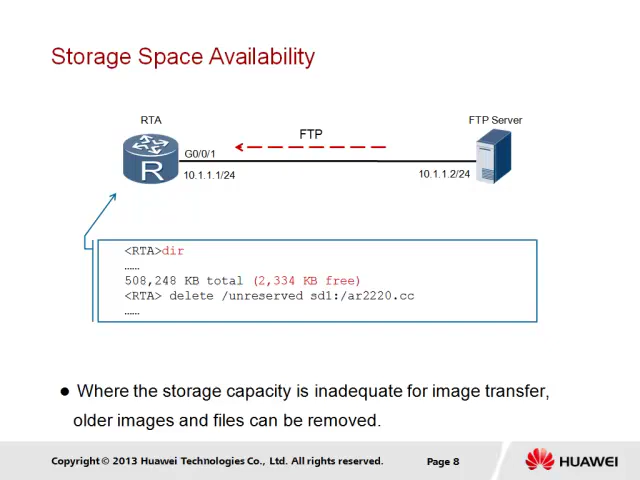 Storage Space Availability
RTA
FTP Server
FTP
G0/0/1
10.1.1.1/24
10.1.1.2/24
R
<RTA>dir
……
508,248 KB total (2,334 KB free)
<RTA> delete /unreserved sd1:/ar2220.cc
……
● Where the storage capacity is inadequate for image transfer,
older images and files can be removed.
Copyright © 2013 Huawei Technologies Co., Ltd. All rights reserved.
Page 8
HUAWEI